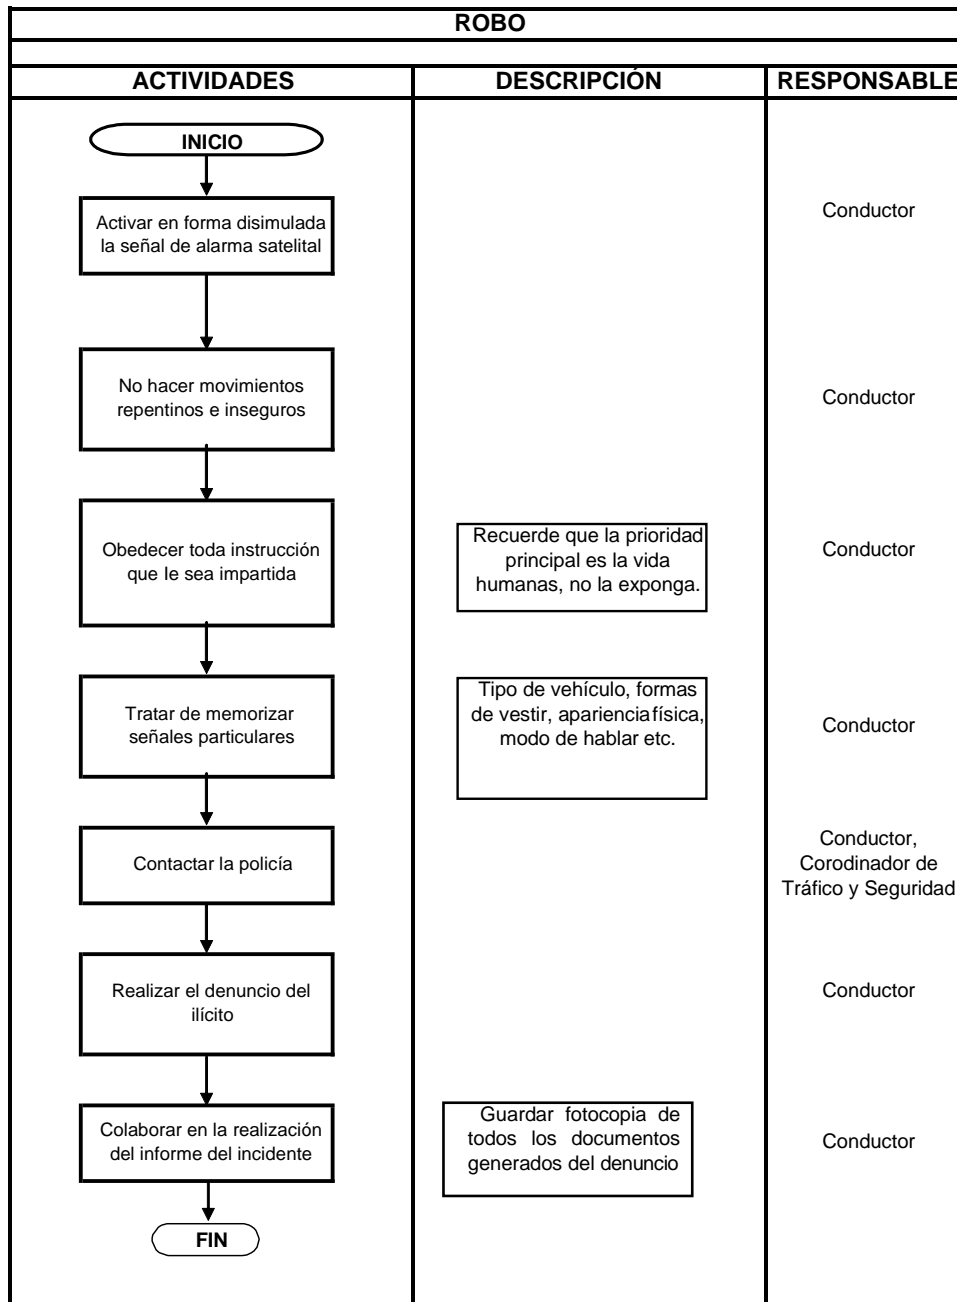 ROBO
ACTIVIDADES
DESCRIPCIÓN
RESPONSABLE
INICIO
Activar en forma disimulada
la señal de alarma satelital
Conductor
No hacer movimientos
repentinos e inseguros
Conductor
Obedecer toda instrucción
que le sea impartida
Recuerde que la prioridad
principal es la vida
humanas, no la exponga.
Conductor
Tratar de memorizar
señales particulares
Tipo de vehículo, formas
de vestir, apariencia física,
modo de hablar etc.
Conductor
Contactar la policía
Conductor,
Corodinador de
Tráfico y Seguridad
Realizar el denuncio del
ilícito
Conductor
Colaborar en la realización
del informe del incidente
Guardar fotocopia de
todos los documentos
generados del denuncio
Conductor
FIN